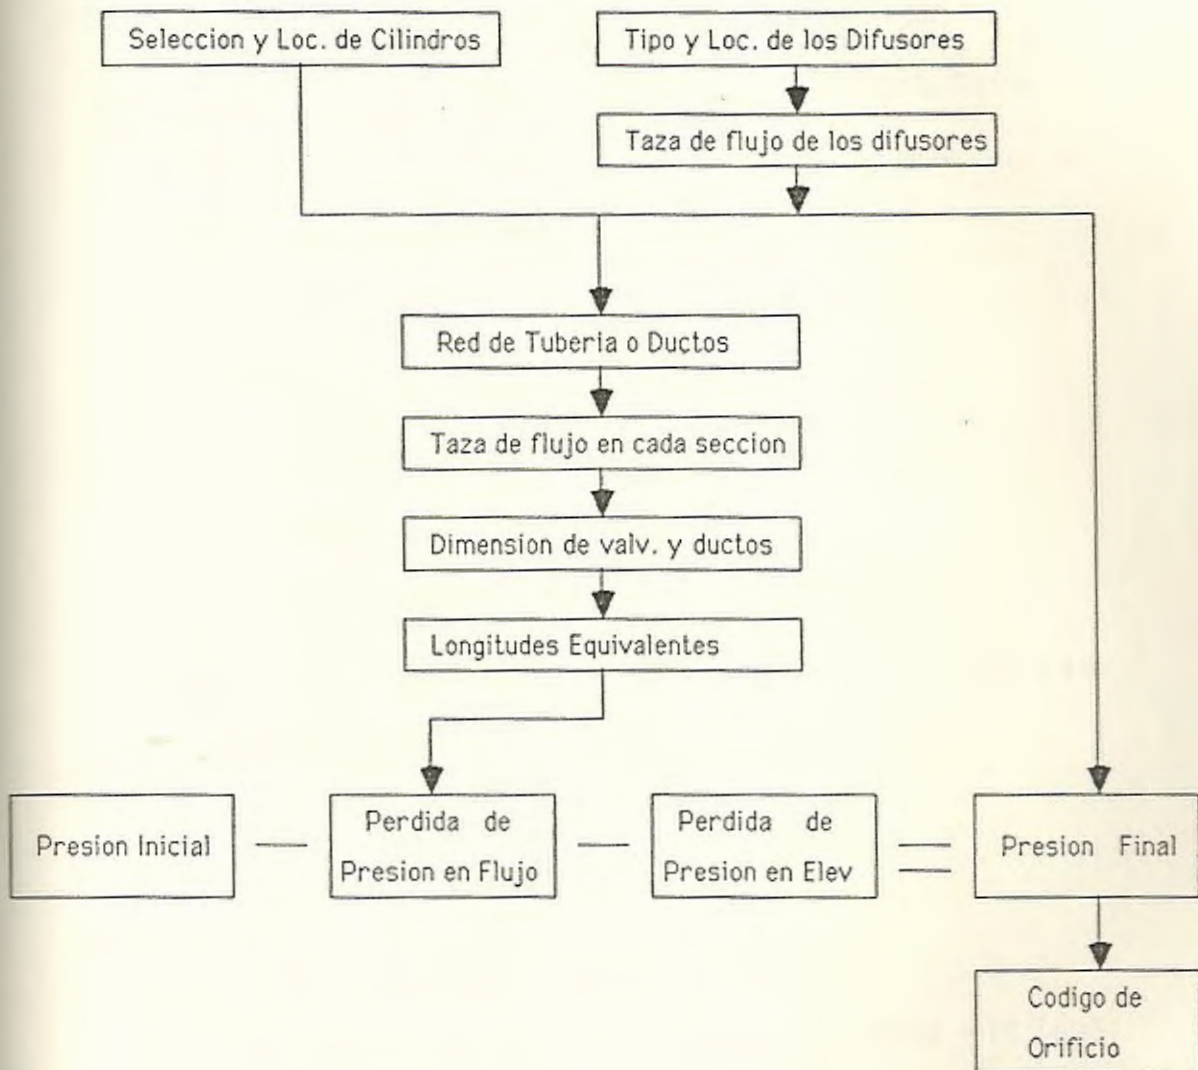 Seleccion y Loc. de Cilindros
Tipo y Loc. de los Difusores
Taza de flujo de los difusores
Red de Tuberia o Ductos
Taza de flujo en cada seccion
Dimension de valv. y ductos
Longitudes Equivalentes
Presion Inicial
—
Perdida de
Presion en Flujo
—
Perdida de
Presion en Elev
=
Presion Final
Codigo de
Orificio